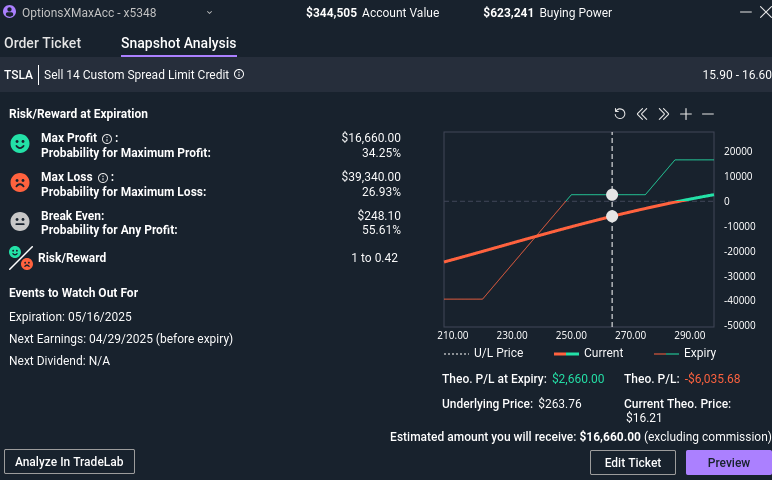 OptionsXMaxAcc - x5348 $344,505 Account Value $623,241 Buying Power
Order Ticket Snapshot Analysis
TSLA Sell 14 Custom Spread Limit Credit 15.90 - 16.60
Risk/Reward at Expiration
Max Profit : $16,660.00
Probability for Maximum Profit: 34.25%
Max Loss : $39,340.00
Probability for Maximum Loss: 26.93%
Break Even: $248.10
Probability for Any Profit: 55.61%
Risk/Reward 1 to 0.42
Events to Watch Out For
Expiration: 05/16/2025
Next Earnings: 04/29/2025 (before expiry)
Next Dividend: N/A
20000
10000
0
-10000
-20000
-30000
-40000
-50000
210.00 230.00 250.00 270.00 290.00
U/L Price Current Expiry
Theo. P/L at Expiry: $2,660.00 Theo. P/L: -$6,035.68
Underlying Price: $263.76 Current Theo. Price:
$16.21
Estimated amount you will receive: $16,660.00 (excluding commission)
Analyze In TradeLab Edit Ticket Preview